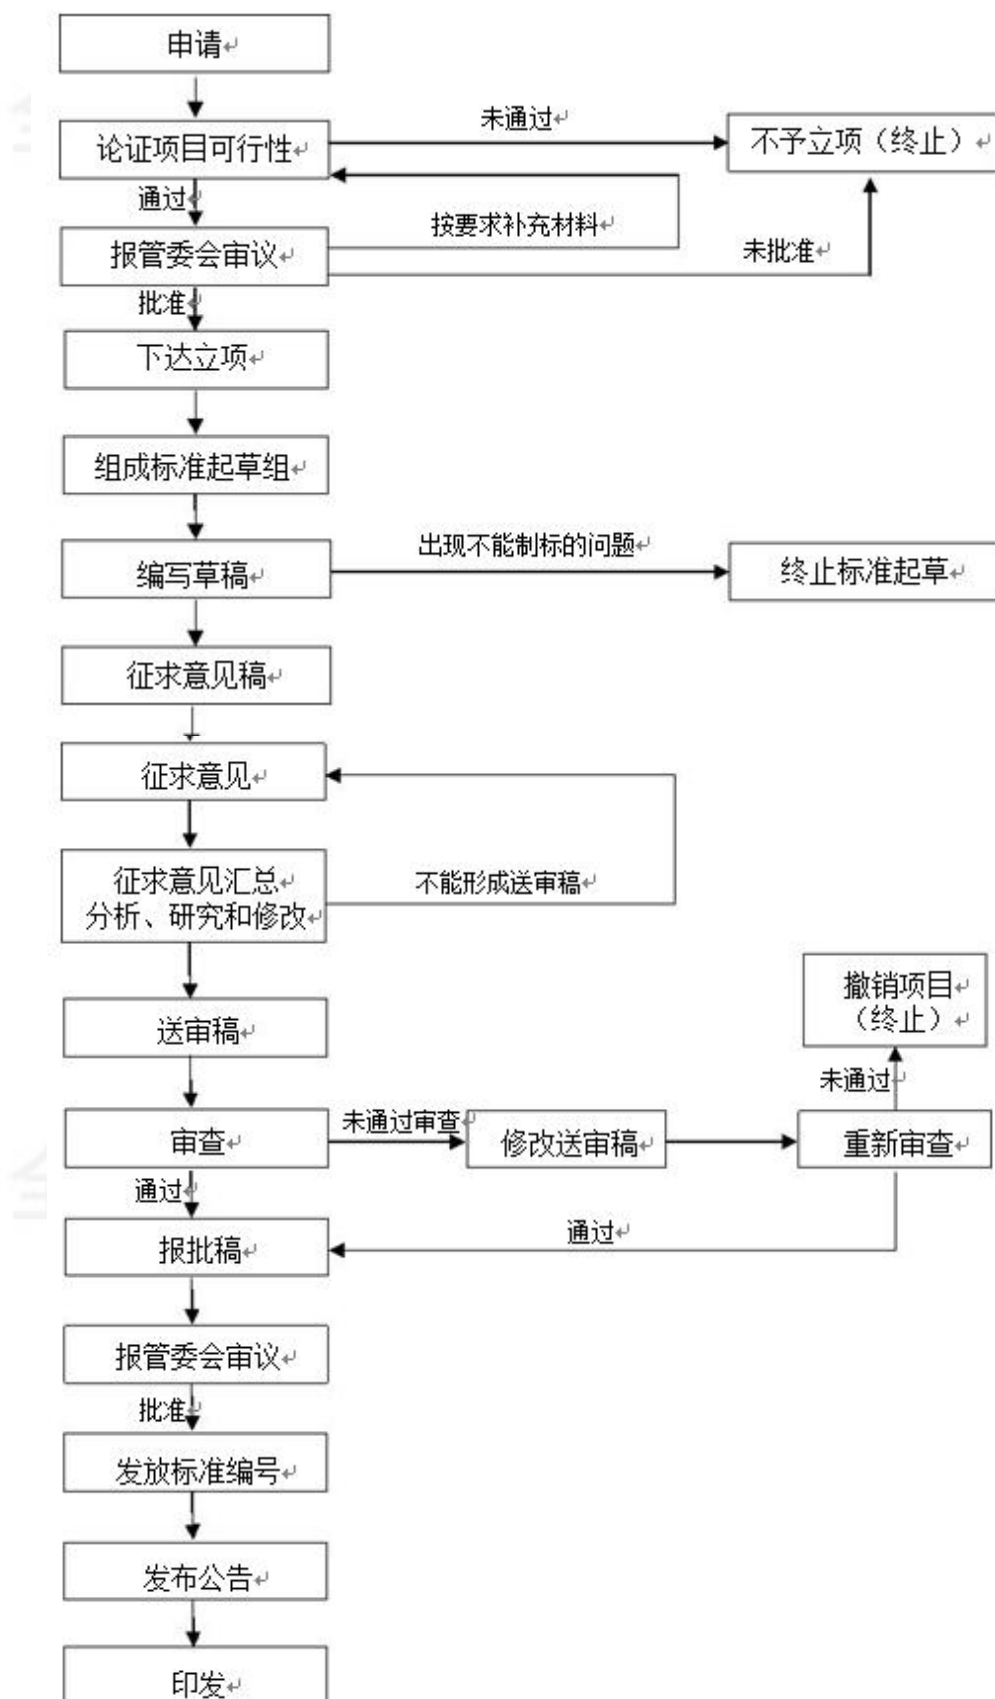 申请
论证项目可行性
未通过
不予立项（终止）
通过
按要求补充材料
报管委会审议
未批准
批准
下达立项
组成标准起草组
编写草稿
出现不能制标的问题
终止标准起草
征求意见稿
征求意见
征求意见汇总
分析、研究和修改
不能形成送审稿
送审稿
撤销项目
（终止）
未通过
审查
未通过审查
修改送审稿
重新审查
通过
报批稿
通过
报管委会审议
批准
发放标准编号
发布公告
印发